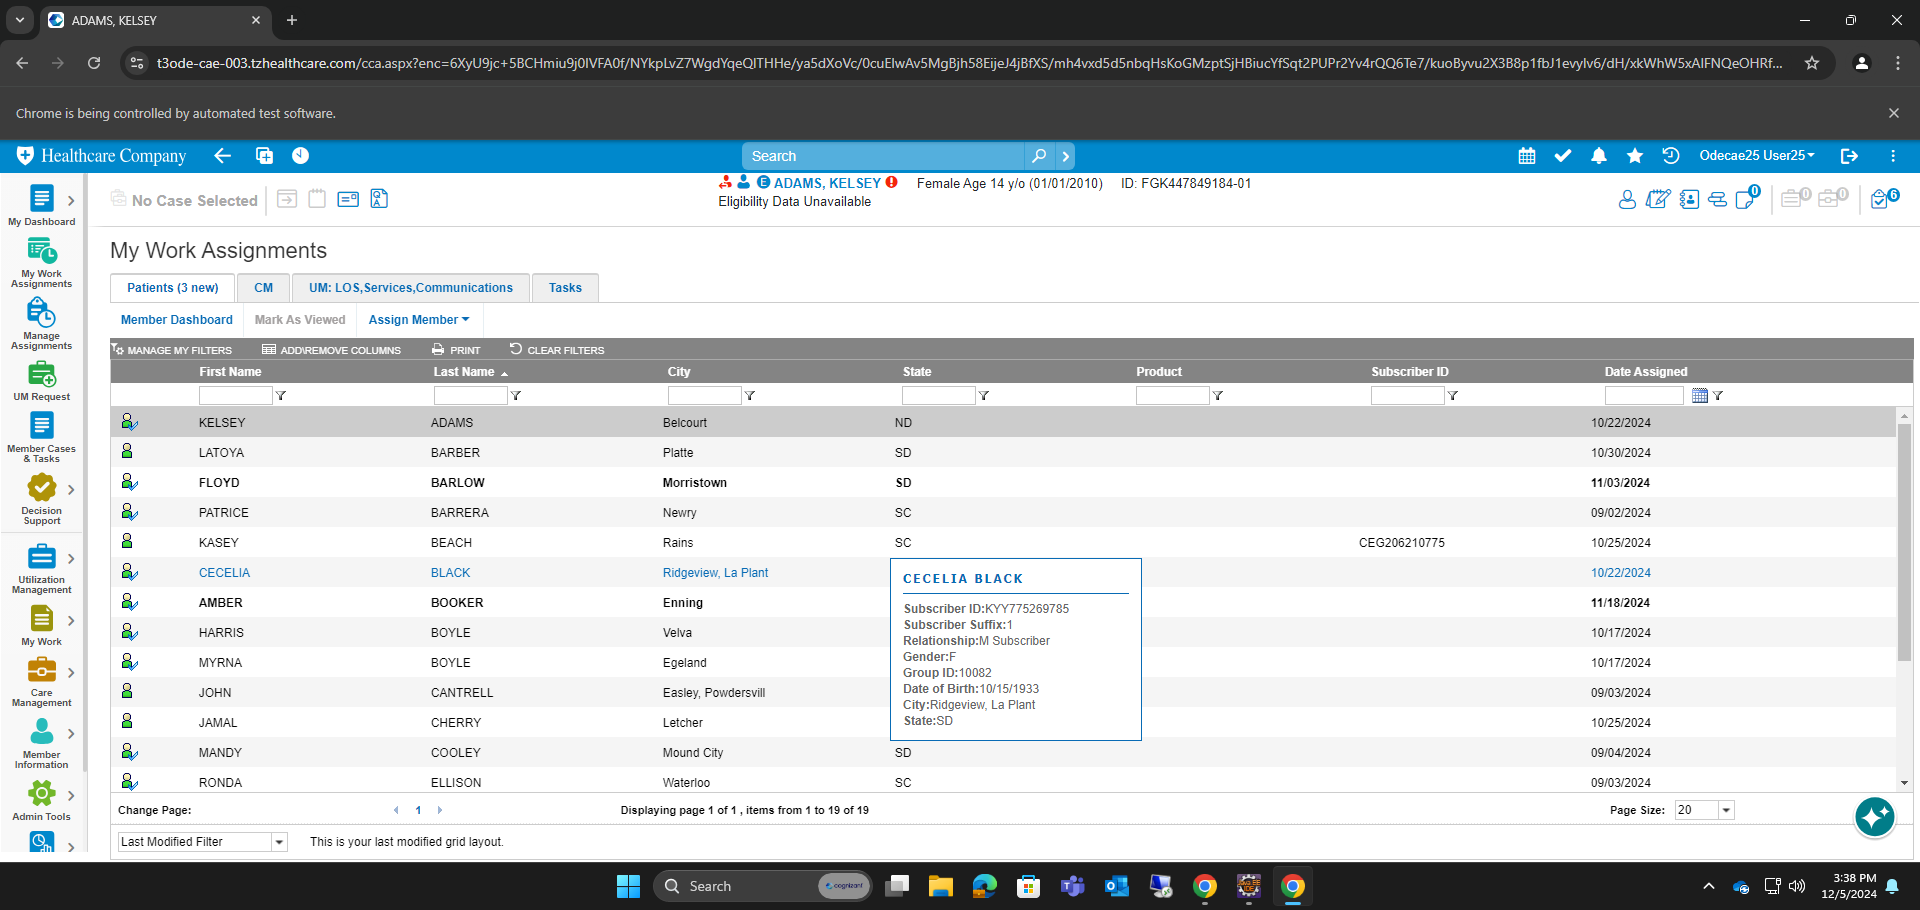 ADAMS, KELSEY
t3ode-cae-003.tzhealthcare.com/cca.aspx?enc=6XyU9jc+5BCHmiu9j0IVFA0f/NYkpLvZ7WgdYqeQITHHe/ya5dXoVc/0cuEIwAv5MgBjh58EijeJ4jBfXS/mh4vxd5d5nbqHsKoGMzptSjHBiucYfSqt2PUPr2Yv4rQQ6Te7/kuoByvu2X3B8p1fbJ1evylv6/dH/xkWhW5xAIFNQeOHRf...
Chrome is being controlled by automated test software.
Healthcare Company
Search
Odecae25 User25
No Case Selected
E ADAMS, KELSEY Female Age 14 y/o (01/01/2010) ID: FGK447849184-01
Eligibility Data Unavailable
0
0
0
6
My Dashboard
My Work Assignments
Manage Assignments
UM Request
Member Cases & Tasks
Decision Support
Utilization Management
My Work
Care Management
Member Information
Admin Tools
My Work Assignments
Patients (3 new) CM UM: LOS,Services,Communications Tasks
Member Dashboard Mark As Viewed Assign Member
MANAGE MY FILTERS ADD\REMOVE COLUMNS PRINT CLEAR FILTERS
First Name Last Name City State Product Subscriber ID Date Assigned
KELSEY ADAMS Belcourt ND 10/22/2024
LATOYA BARBER Platte SD 10/30/2024
FLOYD BARLOW Morristown SD 11/03/2024
PATRICE BARRERA Newry SC 09/02/2024
KASEY BEACH Rains SC CEG206210775 10/25/2024
CECELIA BLACK Ridgeview, La Plant 10/22/2024
AMBER BOOKER Enning 11/18/2024
HARRIS BOYLE Velva 10/17/2024
MYRNA BOYLE Egeland 10/17/2024
JOHN CANTRELL Easley, Powdersvill 09/03/2024
JAMAL CHERRY Letcher 10/25/2024
MANDY COOLEY Mound City SD 09/04/2024
RONDA ELLISON Waterloo SC 09/03/2024
CECELIA BLACK
Subscriber ID:KYY775269785
Subscriber Suffix:1
Relationship:M Subscriber
Gender:F
Group ID:10082
Date of Birth:10/15/1933
City:Ridgeview, La Plant
State:SD
Change Page: 1 Displaying page 1 of 1 , items from 1 to 19 of 19 Page Size: 20
Last Modified Filter This is your last modified grid layout.
Search cognizant
3:38 PM
12/5/2024